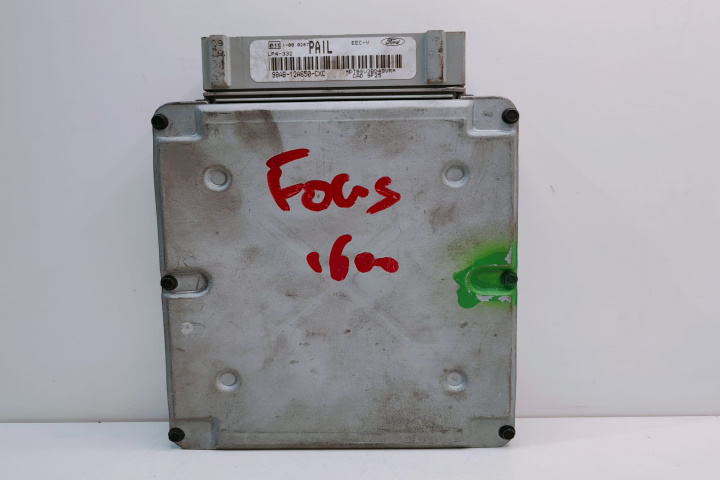 PAIL EEC-V Ford
LP4-332
98AB-12A650-CXC
Focus
1600